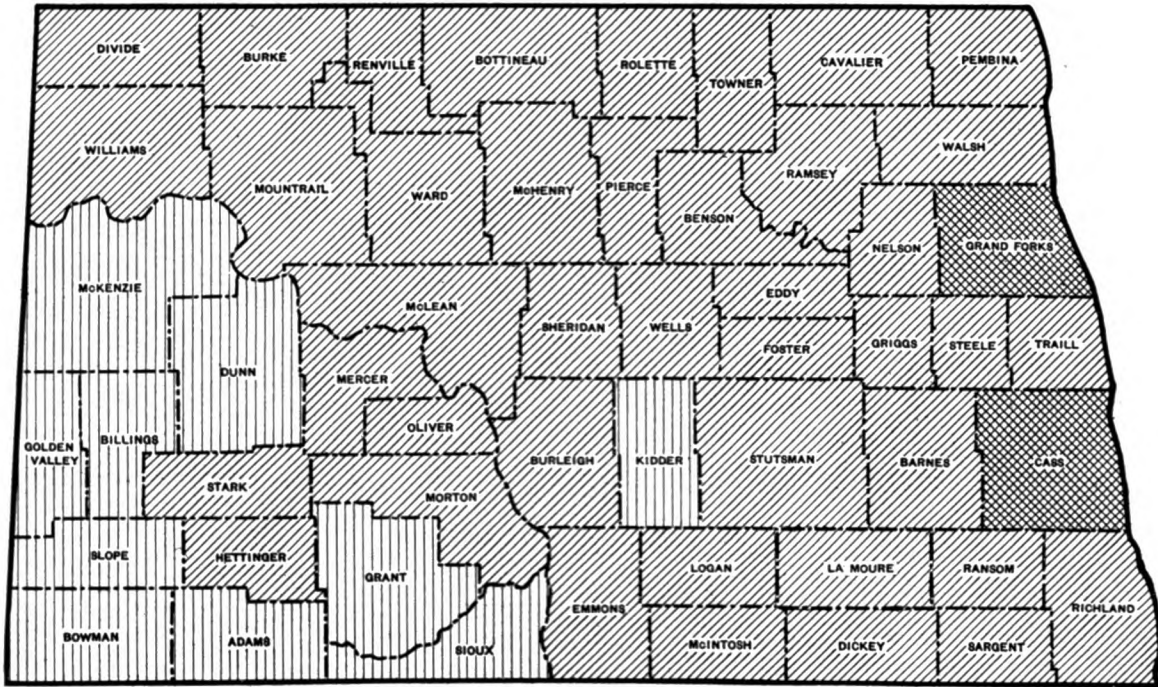 DIVIDE
BURKE
RENVILLE
BOTTINEAU
ROLETTE
TOWNER
CAVALIER
PEMBINA
WILLIAMS
MOUNTRAIL
WARD
McHENRY
PIERCE
BENSON
RAMSEY
WALSH
NELSON
GRAND FORKS
McKENZIE
DUNN
McLEAN
SHERIDAN
WELLS
EDDY
FOSTER
GRIGGS
STEELE
TRAILL
MERCER
OLIVER
GOLDEN
VALLEY
BILLINGS
STARK
MORTON
BURLEIGH
KIDDER
STUTSMAN
BARNES
CASS
SLOPE
HETTINGER
GRANT
EMMONS
LOGAN
LA MOURE
RANSOM
RICHLAND
BOWMAN
ADAMS
SIOUX
McINTOSH
DICKEY
SARGENT